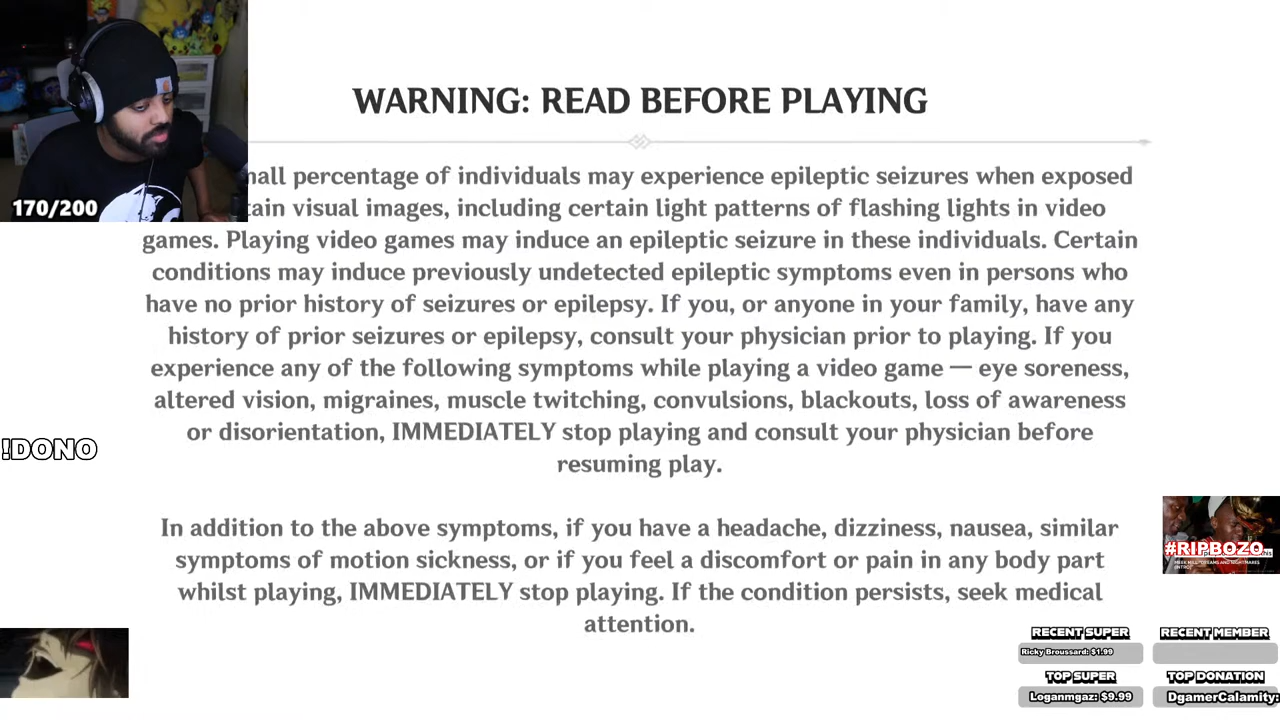 WARNING: READ BEFORE PLAYING
percentage of individuals may experience epileptic seizures when exposed
visual images, including certain light patterns of flashing lights in video
games. Playing video games may induce an epileptic seizure in these individuals. Certain
conditions may induce previously undetected epileptic symptoms even in persons who
have no prior history of seizures or epilepsy. If you, or anyone in your family, have any
history of prior seizures or epilepsy, consult your physician prior to playing. If you
experience any of the following symptoms while playing a video game — eye soreness,
altered vision, migraines, muscle twitching, convulsions, blackouts, loss of awareness
or disorientation, IMMEDIATELY stop playing and consult your physician before
resuming play.
In addition to the above symptoms, if you have a headache, dizziness, nausea, similar
symptoms of motion sickness, or if you feel a discomfort or pain in any body part
whilst playing, IMMEDIATELY stop playing. If the condition persists, seek medical
attention.
170/200
!DONO
#RIPBOZO
MEEK MILL - DREAMS AND NIGHTMARES
(INTRO)
RECENT SUPER
Ricky Broussard: $1.99
RECENT MEMBER
TOP SUPER
Loganmgaz: $9.99
TOP DONATION
DgamerCalamity: